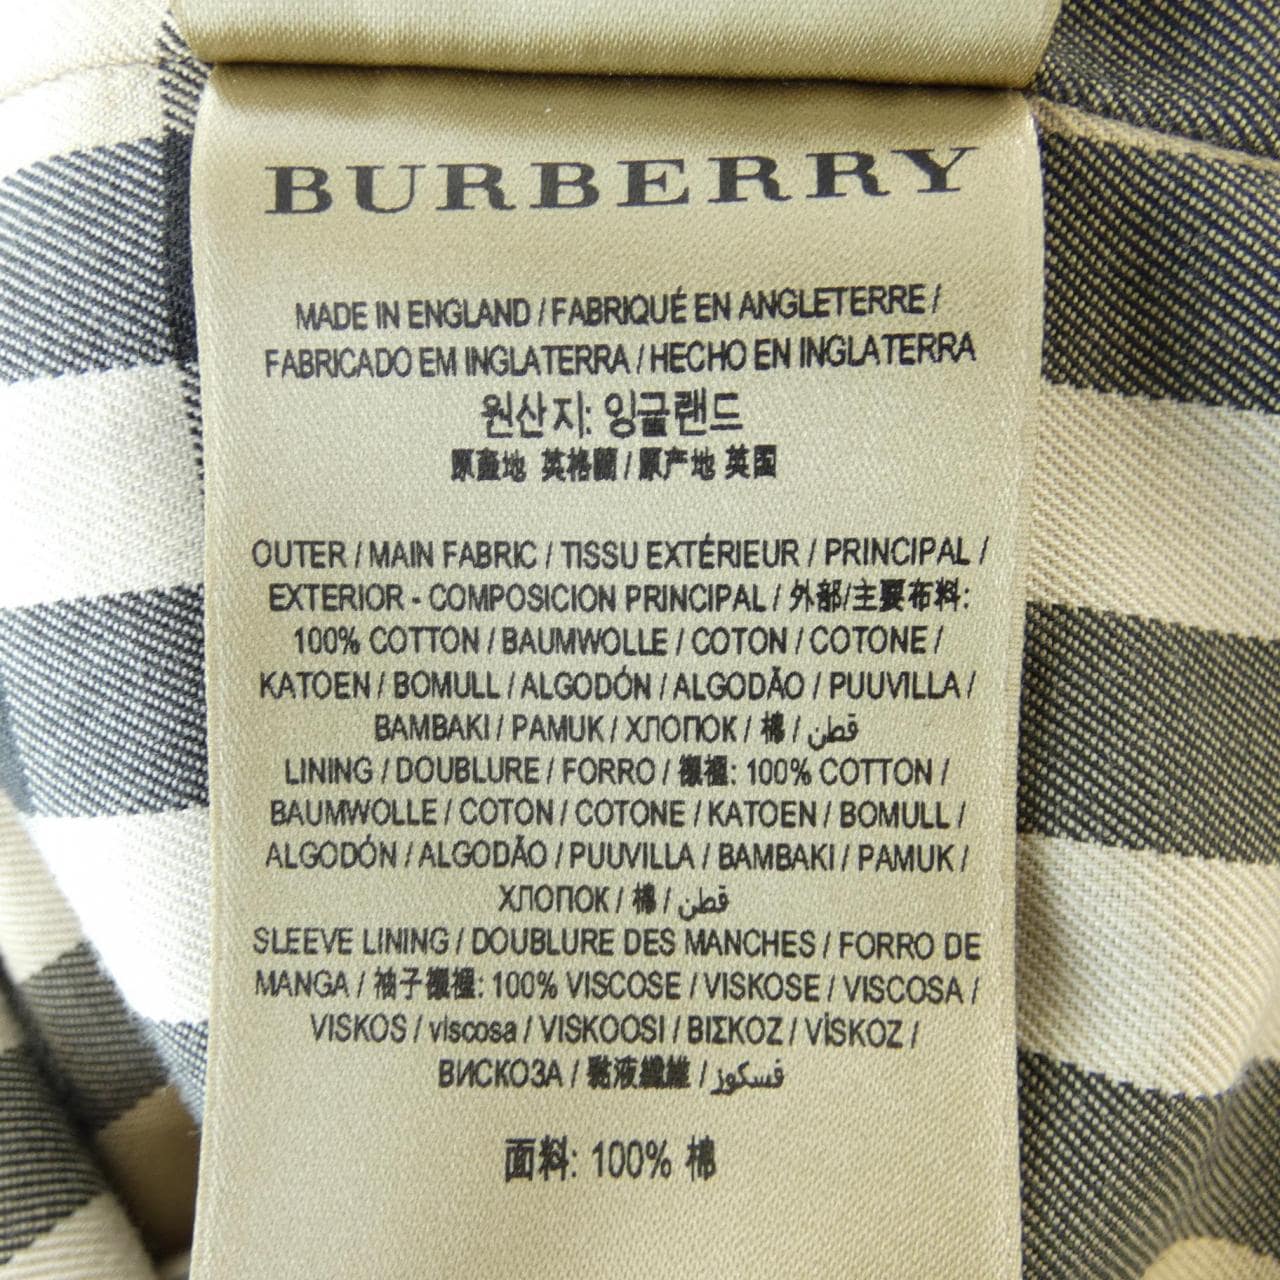 BURBERRY
MADE IN ENGLAND / FABRIQUÉ EN ANGLETERRE /
FABRICADO EM INGLATERRA / HECHO EN INGLATERRA
원산지: 잉글랜드
原產地 英格蘭 / 原产地 英国
OUTER / MAIN FABRIC / TISSU EXTÉRIEUR / PRINCIPAL /
EXTERIOR - COMPOSICION PRINCIPAL / 外部/主要布料:
100% COTTON / BAUMWOLLE / COTON / COTONE /
KATOEN / BOMULL / ALGODÓN / ALGODÃO / PUUVILLA /
BAMBAKI / PAMUK / ХЛОПОК / 棉 / قطن
LINING / DOUBLURE / FORRO / 襯裡: 100% COTTON /
BAUMWOLLE / COTON / COTONE / KATOEN / BOMULL /
ALGODÓN / ALGODÃO / PUUVILLA / BAMBAKI / PAMUK /
ХЛОПОК / 棉 / قطن
SLEEVE LINING / DOUBLURE DES MANCHES / FORRO DE
MANGA / 袖子襯裡: 100% VISCOSE / VISKOSE / VISCOSA /
VISKOS / viscosa / VISKOOSI / ΒΙΣΚΟΖ / VİSKOZ /
ВИСКОЗА / 黏液纖維 / فسكوز
面料: 100% 棉